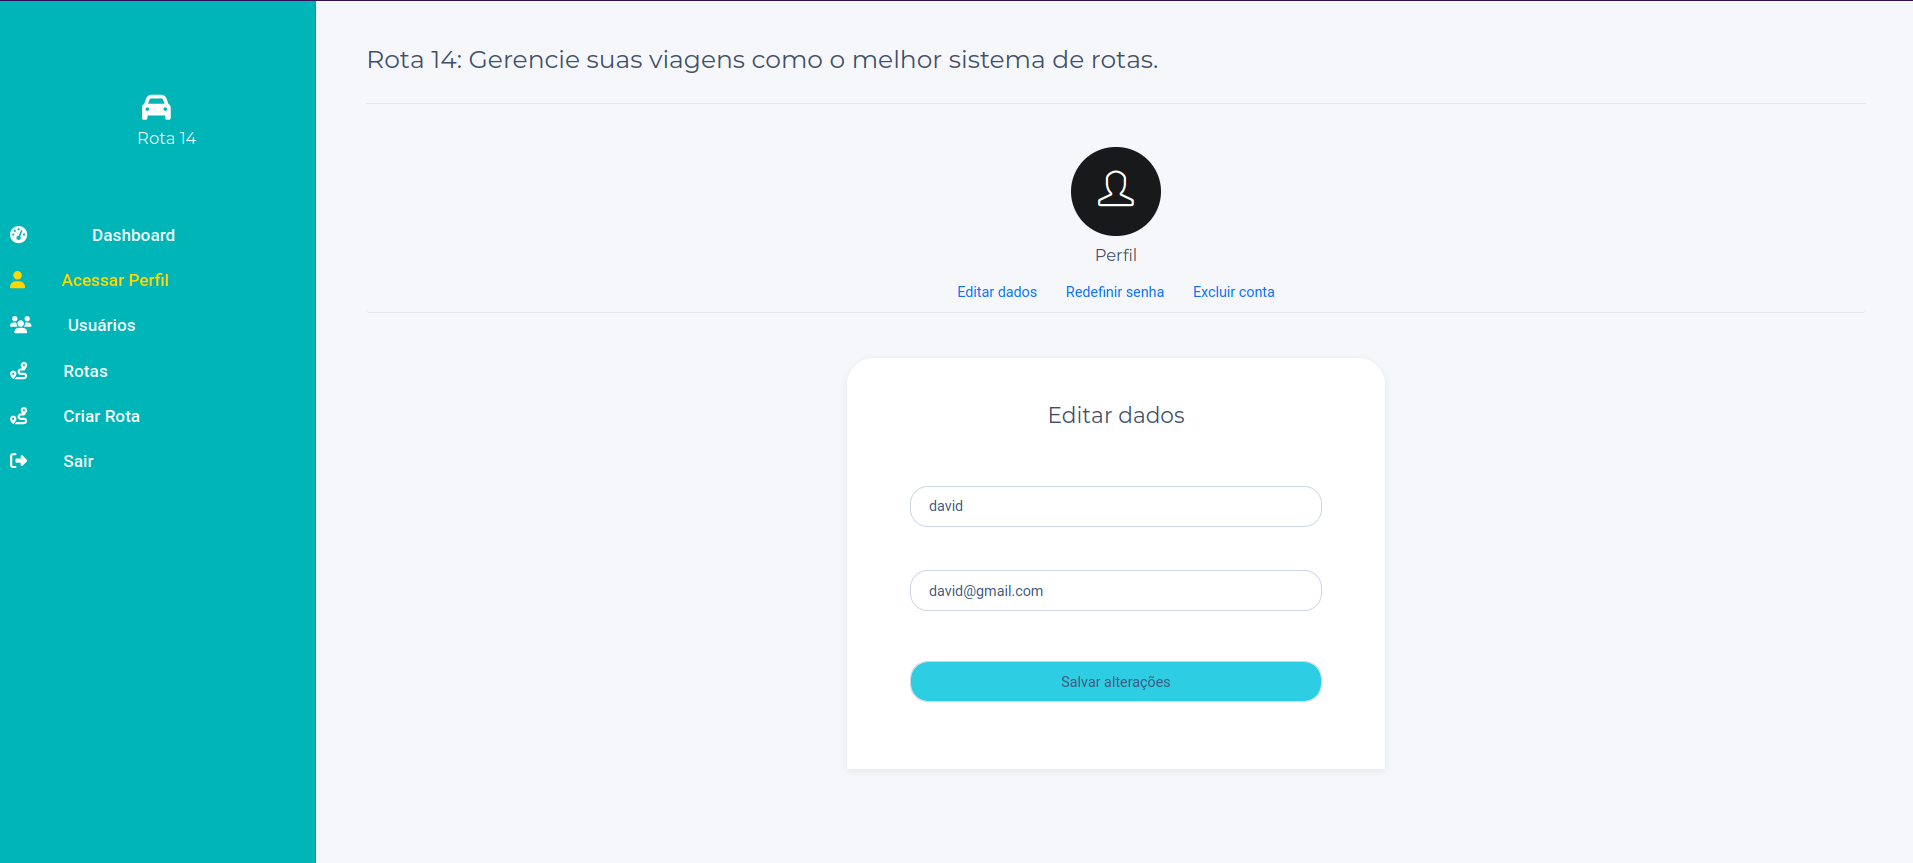 Rota 14
Dashboard
Acessar Perfil
Usuários
Rotas
Criar Rota
Sair
Rota 14: Gerencie suas viagens como o melhor sistema de rotas.
Perfil
Editar dados Redefinir senha Excluir conta
Editar dados
david
david@gmail.com
Salvar alterações